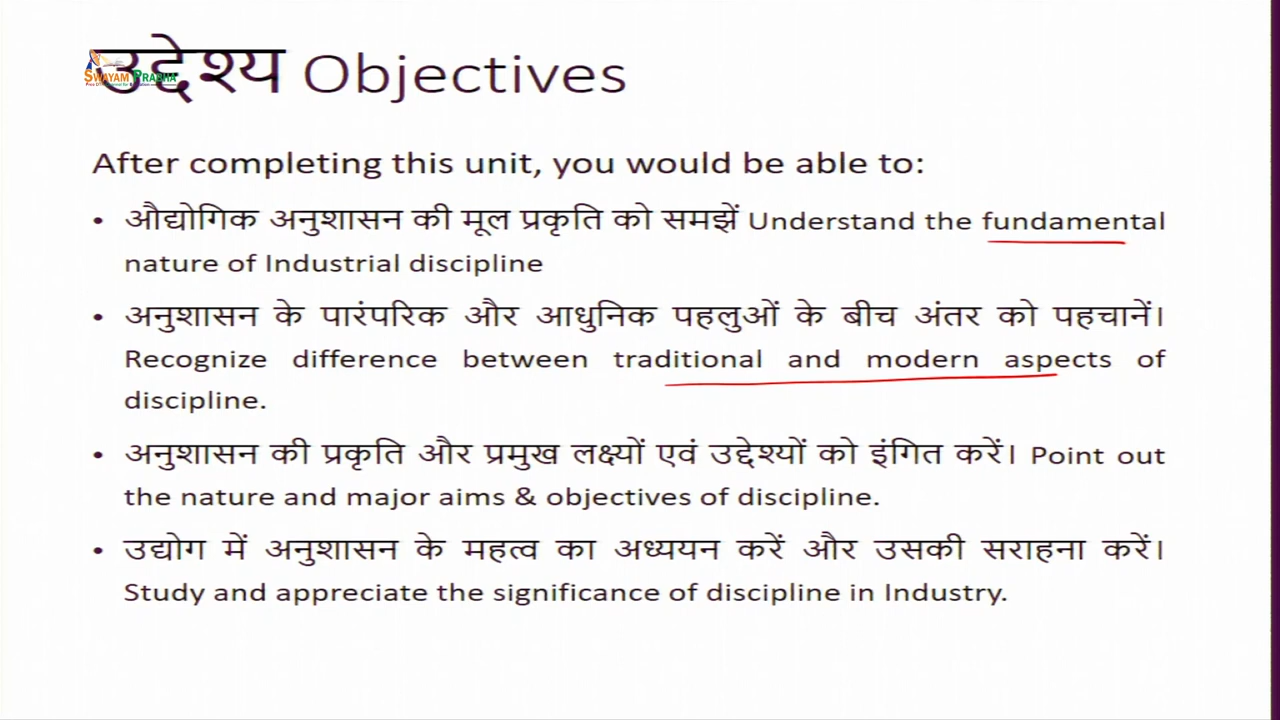 उद्देश्य Objectives
SWAYAM PRABHA
After completing this unit, you would be able to:
• औद्योगिक अनुशासन की मूल प्रकृति को समझें Understand the fundamental
nature of Industrial discipline
• अनुशासन के पारंपरिक और आधुनिक पहलुओं के बीच अंतर को पहचानें।
Recognize difference between traditional and modern aspects of
discipline.
• अनुशासन की प्रकृति और प्रमुख लक्ष्यों एवं उद्देश्यों को इंगित करें। Point out
the nature and major aims & objectives of discipline.
• उद्योग में अनुशासन के महत्व का अध्ययन करें और उसकी सराहना करें।
Study and appreciate the significance of discipline in Industry.